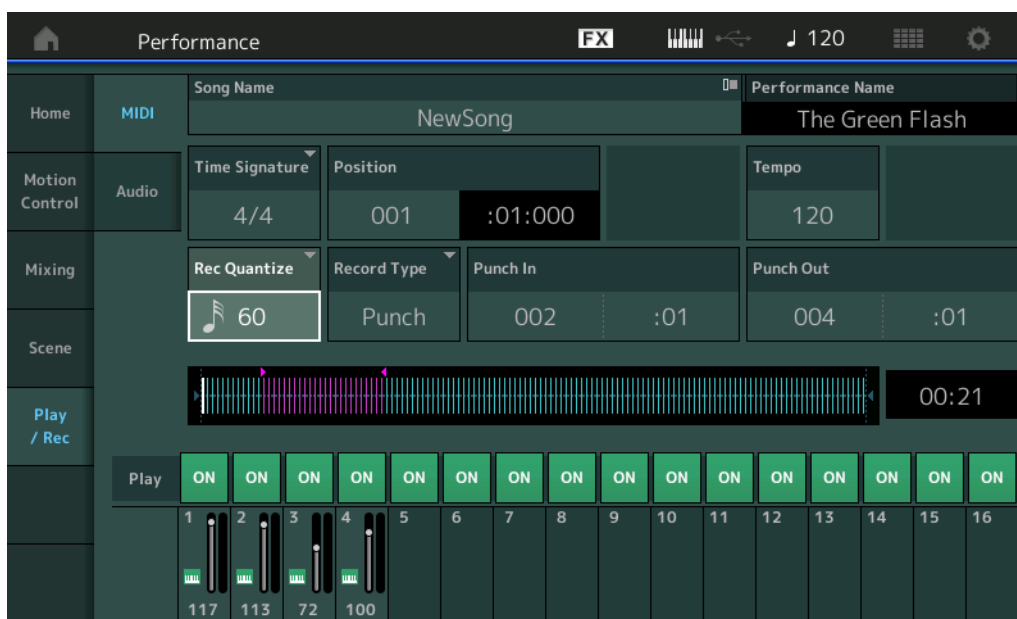 Performance FX 120
Song Name Performance Name
Home MIDI NewSong The Green Flash
Time Signature Position Tempo
Motion
Control Audio 4/4 001 :01:000 120
Mixing Rec Quantize Record Type Punch In Punch Out
60 Punch 002 :01 004 :01
Scene
Play
/ Rec 00:21
Play ON ON ON ON ON ON ON ON ON ON ON ON ON ON ON ON
1 2 3 4 5 6 7 8 9 10 11 12 13 14 15 16
117 113 72 100